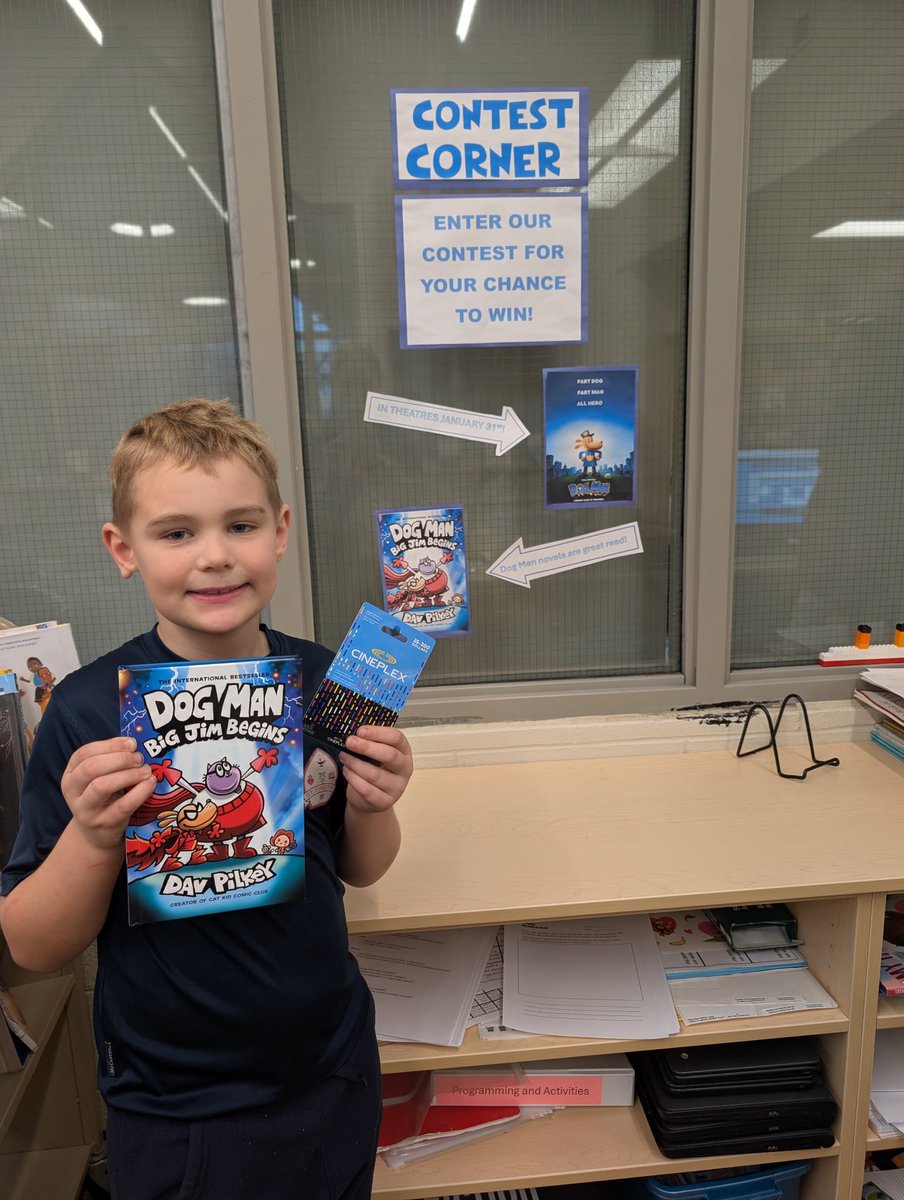 CONTEST
CORNER
ENTER OUR
CONTEST FOR
YOUR CHANCE
TO WIN!
IN THEATRES JANUARY 31ST!
PART DOG
PART MAN
ALL HERO
DOG MAN
DOG MAN
BIG JIM BEGINS
DAV PILKEY
Dog Man novels are great read!
CINEPLEX
THE INTERNATIONAL BESTSELLER
DOG MAN
BIG JIM BEGINS
DAV PILKEY
CREATOR OF CAT KID COMIC CLUB
Programming and Activities